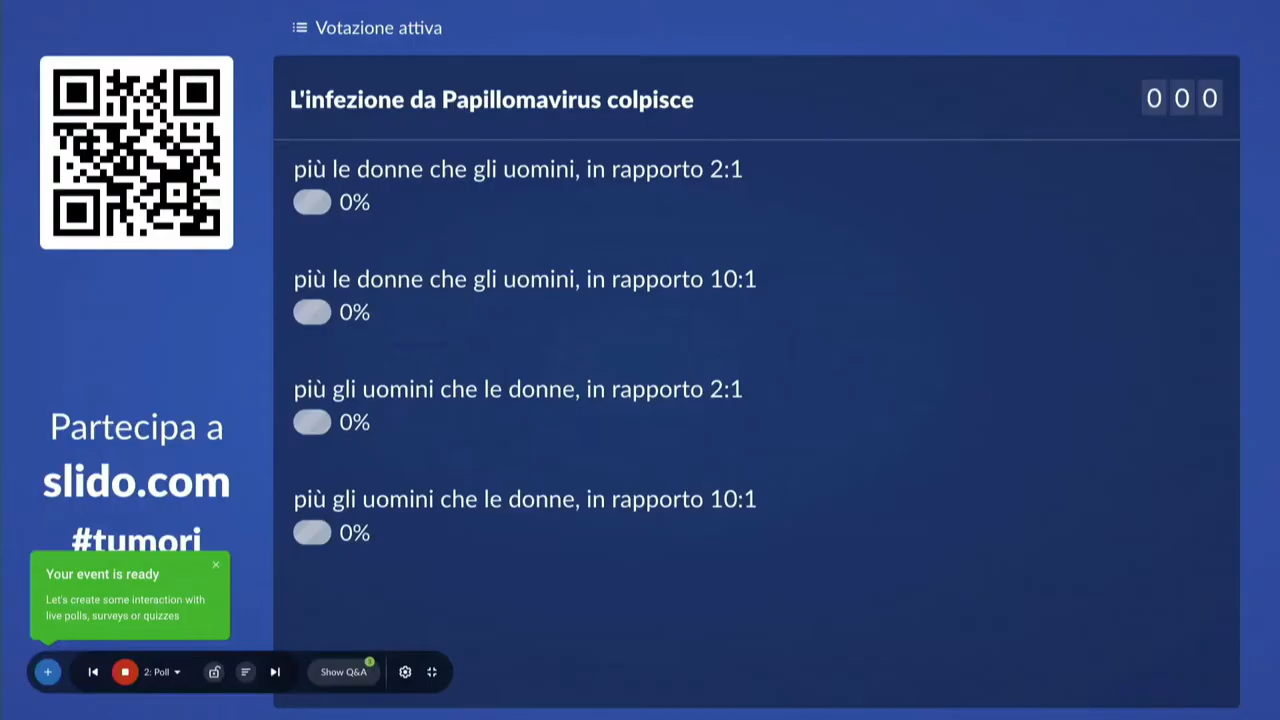 Votazione attiva
L'infezione da Papillomavirus colpisce
0 0 0
più le donne che gli uomini, in rapporto 2:1
0%
più le donne che gli uomini, in rapporto 10:1
0%
più gli uomini che le donne, in rapporto 2:1
0%
più gli uomini che le donne, in rapporto 10:1
0%
Partecipa a
slido.com
#tumori
Your event is ready
Let's create some interaction with
live polls, surveys or quizzes
2: Poll
Show Q&A